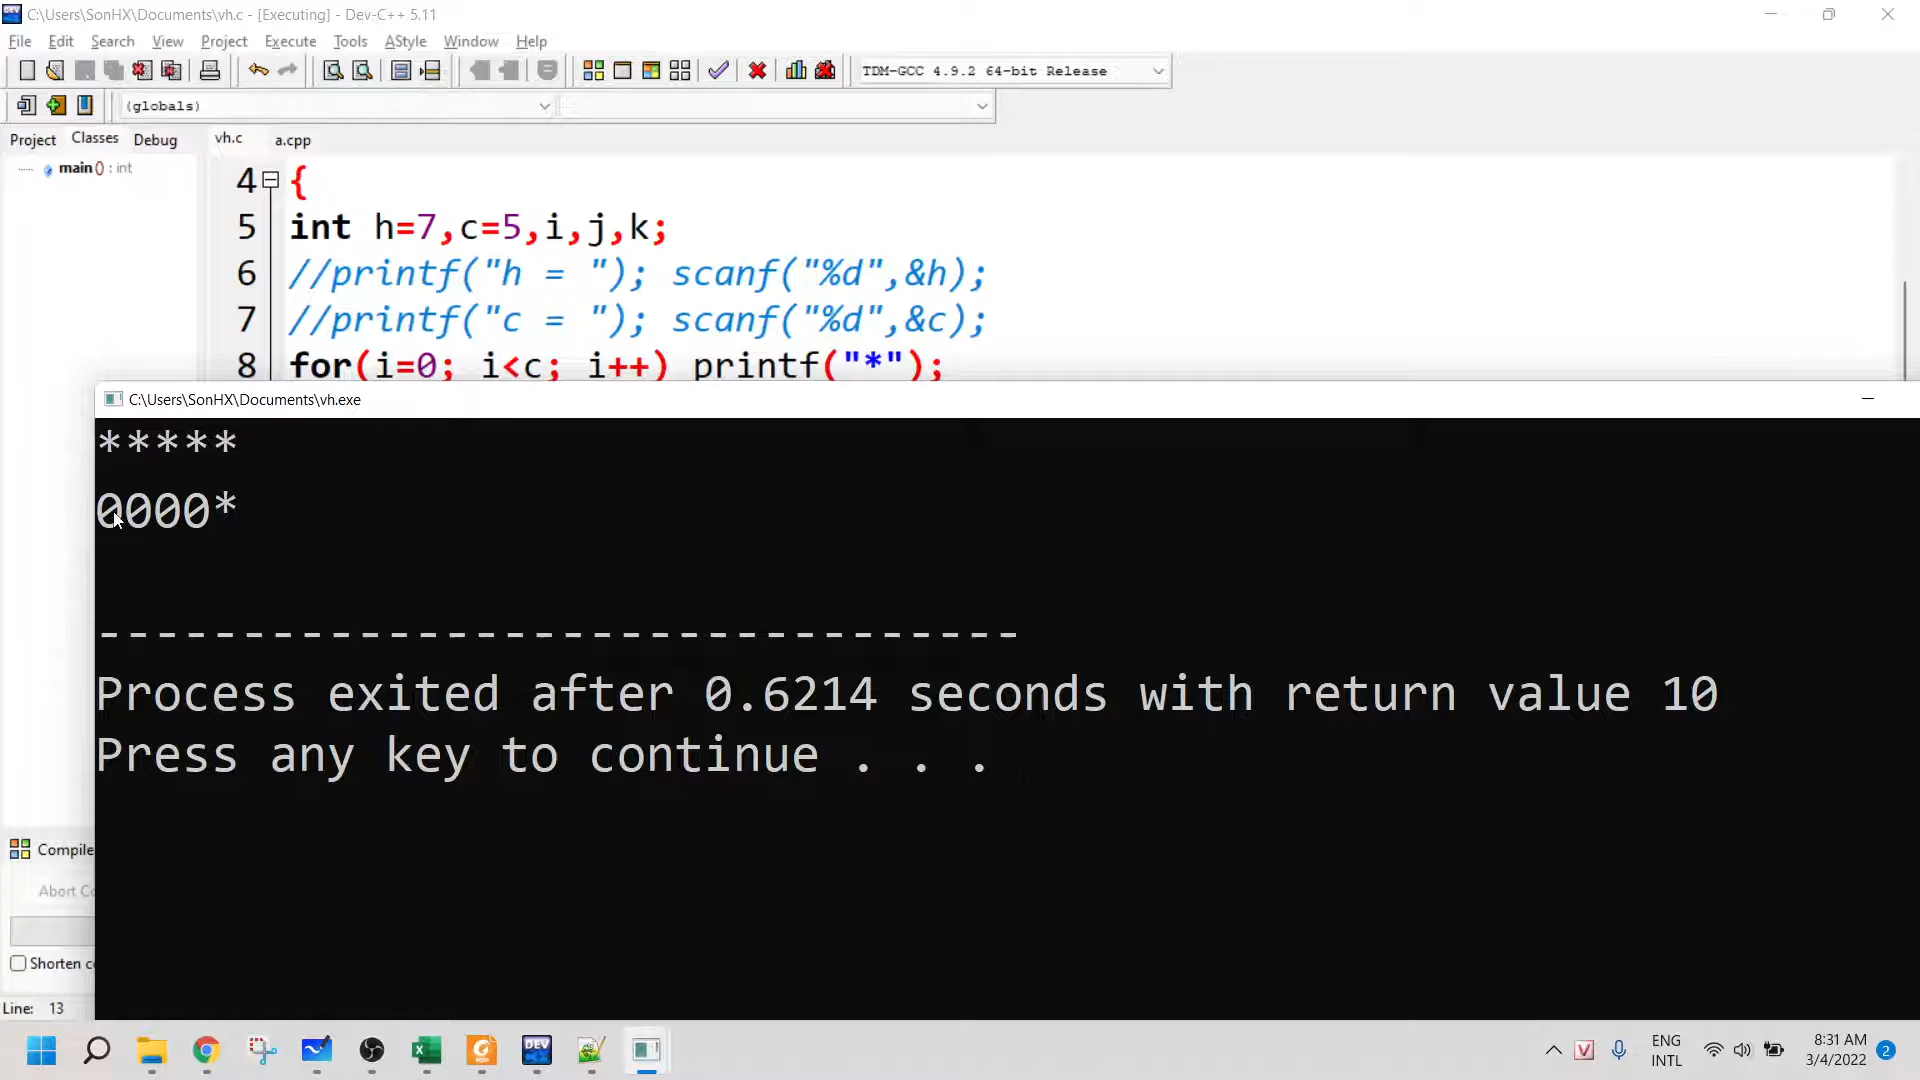 C:\Users\SonHX\Documents\vh.c - [Executing] - Dev-C++ 5.11
File Edit Search View Project Execute Tools AStyle Window Help
TDM-GCC 4.9.2 64-bit Release
(globals)
Project Classes Debug vh.c a.cpp
main () : int
4 {
5 int h=7,c=5,i,j,k;
6 //printf("h = "); scanf("%d",&h);
7 //printf("c = "); scanf("%d",&c);
8 for(i=0; i<c; i++) printf("*");
C:\Users\SonHX\Documents\vh.exe
*****
0000*
--------------------------------
Process exited after 0.6214 seconds with return value 10
Press any key to continue . . .
Compile
Abort Co
Shorten c
Line: 13
DEV
ENG
INTL
8:31 AM
3/4/2022
2